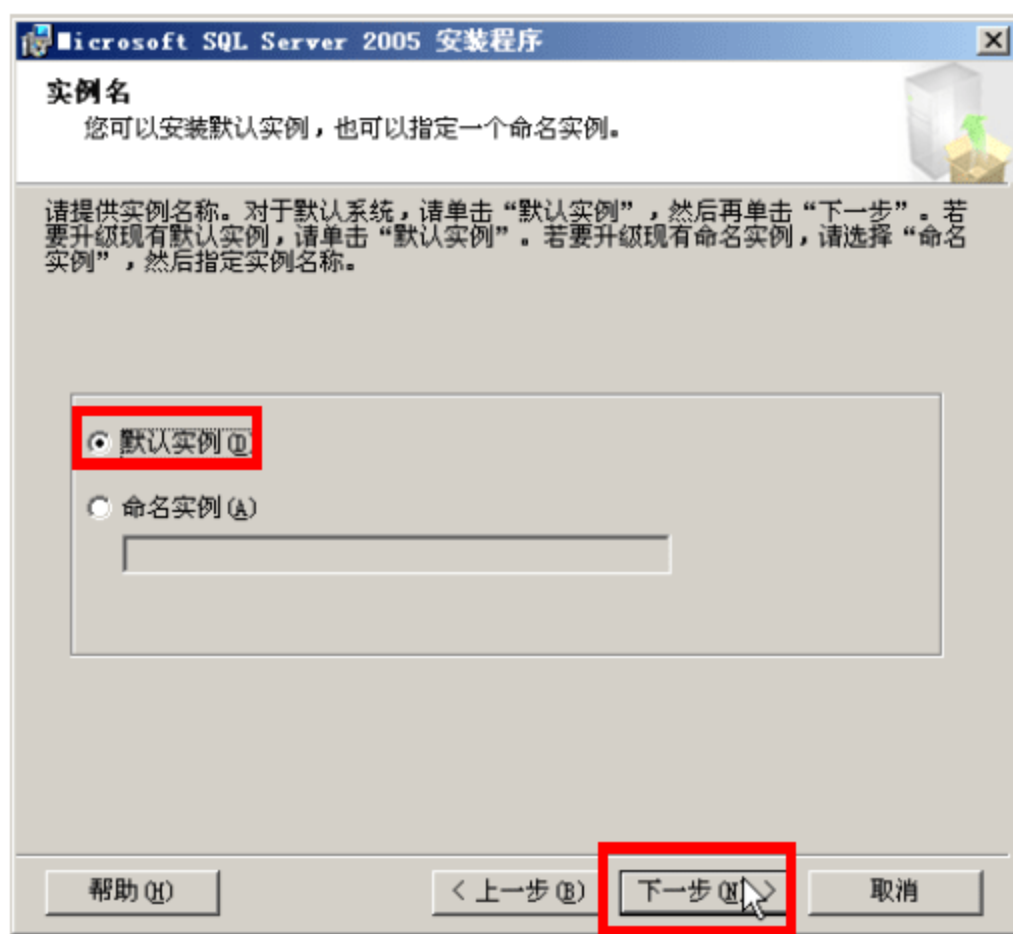 Microsoft SQL Server 2005 安装程序
实例名
您可以安装默认实例，也可以指定一个命名实例。
请提供实例名称。对于默认系统，请单击“默认实例”，然后再单击“下一步”。若
要升级现有默认实例，请单击“默认实例”。若要升级现有命名实例，请选择“命名
实例”，然后指定实例名称。
默认实例(D)
命名实例(A)
帮助(H)
< 上一步(B)
下一步(N) >
取消